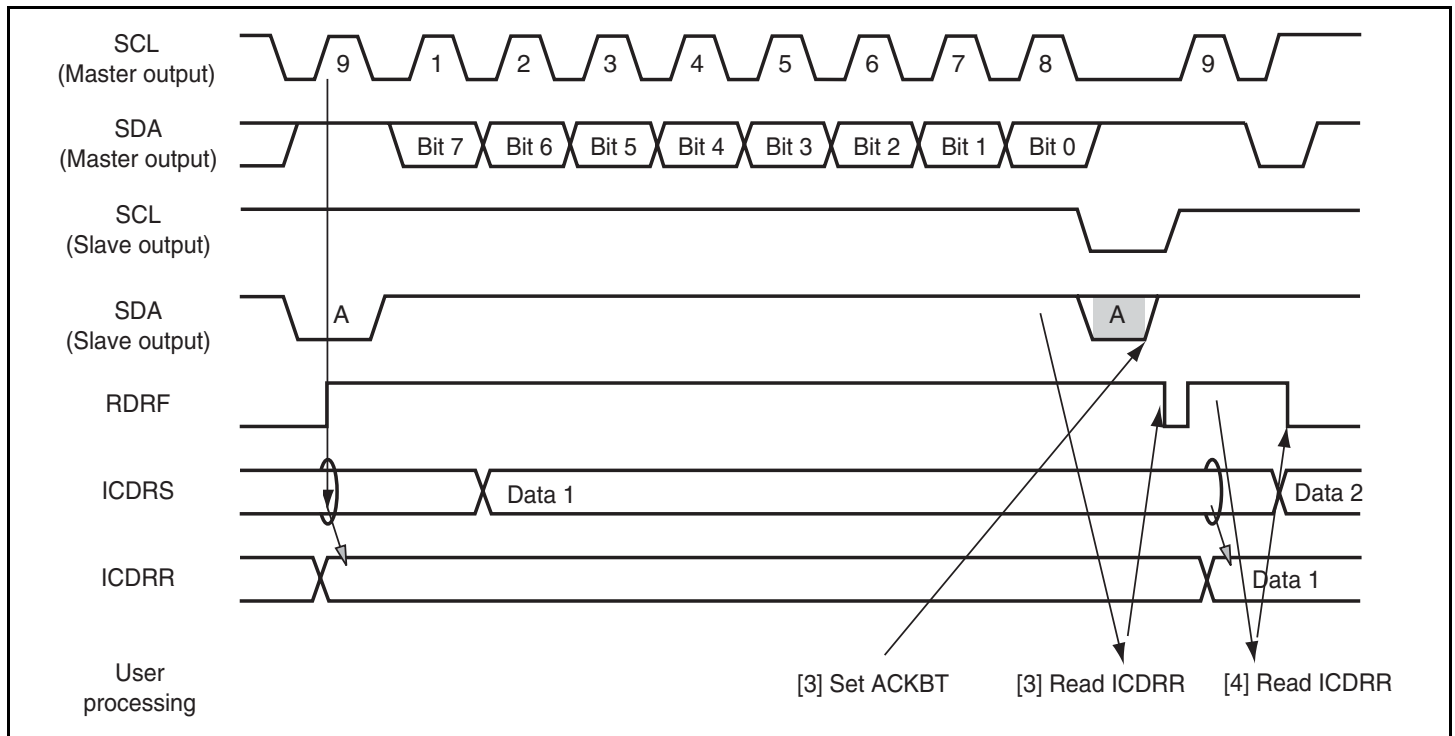 SCL
(Master output)
9 1 2 3 4 5 6 7 8 9
SDA
(Master output)
Bit 7 Bit 6 Bit 5 Bit 4 Bit 3 Bit 2 Bit 1 Bit 0
SCL
(Slave output)
SDA
(Slave output)
A A
RDRF
ICDRS
Data 1 Data 2
ICDRR
Data 1
User
processing
[3] Set ACKBT [3] Read ICDRR [4] Read ICDRR